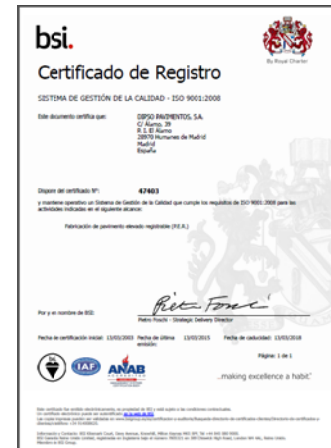 bsi.
By Royal Charter
Certificado de Registro
SISTEMA DE GESTIÓN DE LA CALIDAD - ISO 9001:2008
Este documento certifica que:
DIPSO PAVIMENTOS, S.A.
C/ Álamo, 39
P. I. El Álamo
28970 Humanes de Madrid
Madrid
España
Dispone del certificado Nº:
47403
y mantiene operativo un Sistema de Gestión de la Calidad que cumple los requisitos de ISO 9001:2008 para las
actividades indicadas en el siguiente alcance:
Fabricación de pavimento elevado registrable (P.E.R.)
Por y en nombre de BSI:
Pietro Foschi - Strategic Delivery Director
Fecha de certificación inicial: 13/03/2003
Fecha de última
emisión:
13/03/2015
Fecha de caducidad: 13/03/2018
Página: 1 de 1
bsi.
IAF
ANAB
...making excellence a habit.